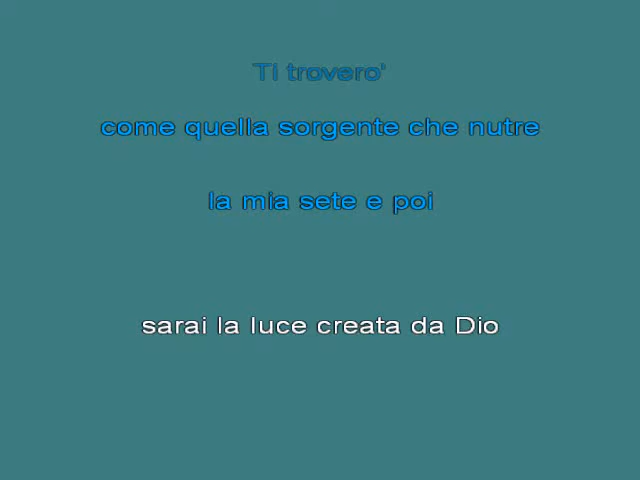 Ti trovero'
come quella sorgente che nutre
la mia sete e poi
sarai la luce creata da Dio